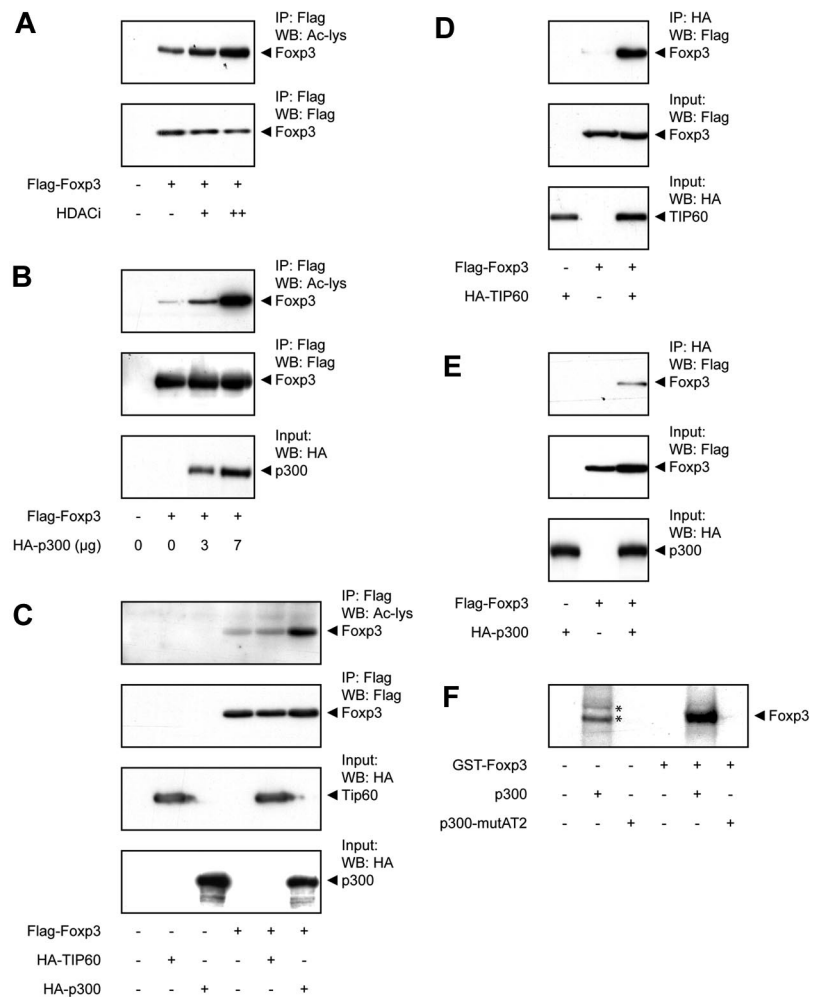 A
IP: Flag
WB: Ac-lys
◄ Foxp3
IP: Flag
WB: Flag
◄ Foxp3
Flag-Foxp3 - + + +
HDACi - - + ++
B
IP: Flag
WB: Ac-lys
◄ Foxp3
IP: Flag
WB: Flag
◄ Foxp3
Input:
WB: HA
◄ p300
Flag-Foxp3 - + + +
HA-p300 (µg) 0 0 3 7
C
IP: Flag
WB: Ac-lys
◄ Foxp3
IP: Flag
WB: Flag
◄ Foxp3
Input:
WB: HA
◄ Tip60
Input:
WB: HA
◄ p300
Flag-Foxp3 - - - + + +
HA-TIP60 - + - - + -
HA-p300 - - + - - +
D
IP: HA
WB: Flag
◄ Foxp3
Input:
WB: Flag
◄ Foxp3
Input:
WB: HA
◄ TIP60
Flag-Foxp3 - + +
HA-TIP60 + - +
E
IP: HA
WB: Flag
◄ Foxp3
Input:
WB: Flag
◄ Foxp3
Input:
WB: HA
◄ p300
Flag-Foxp3 - + +
HA-p300 + - +
F
*
*
◄ Foxp3
GST-Foxp3 - - - + + +
p300 - + - - + -
p300-mutAT2 - - + - - +